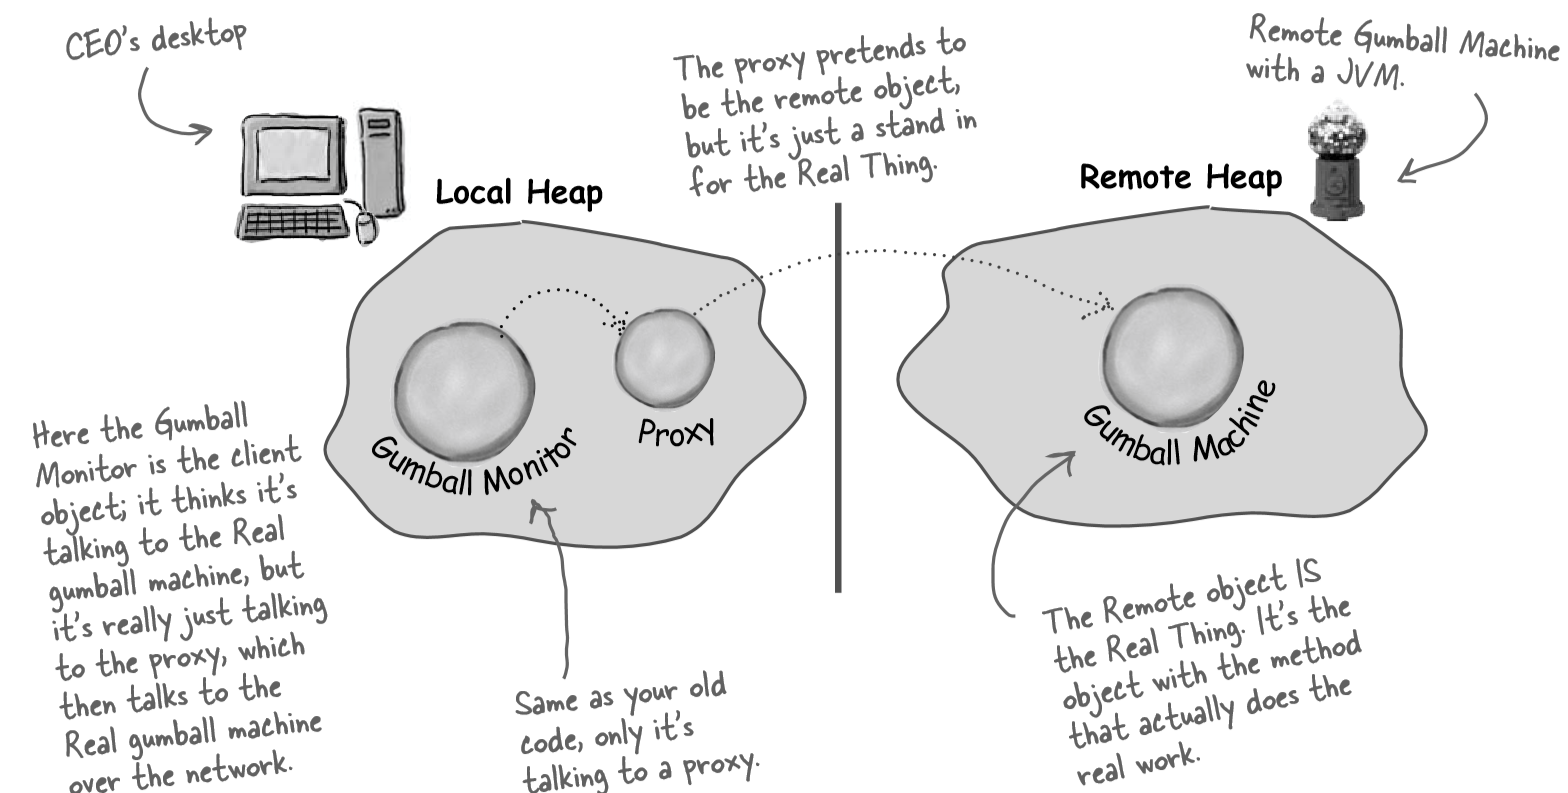 CEO's desktop
The proxy pretends to
be the remote object,
but it's just a stand in
for the Real Thing.
Remote Gumball Machine
with a JVM.
Local Heap
Remote Heap
Gumball Monitor
Proxy
Gumball Machine
Here the Gumball
Monitor is the client
object; it thinks it's
talking to the Real
gumball machine, but
it's really just talking
to the proxy, which
then talks to the
Real gumball machine
over the network.
Same as your old
code, only it's
talking to a proxy.
The Remote object IS
the Real Thing. It's the
object with the method
that actually does the
real work.